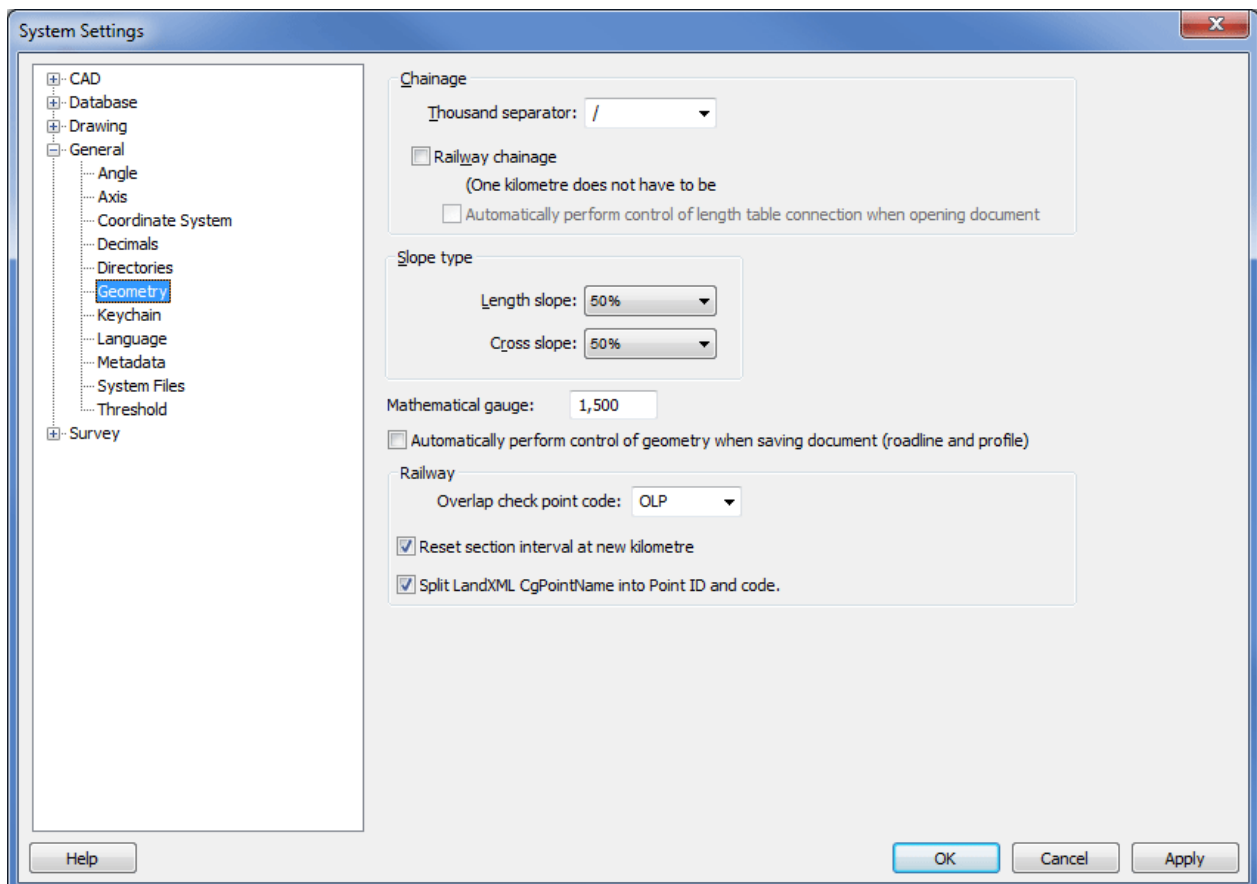 System Settings
CAD
Database
Drawing
General
Angle
Axis
Coordinate System
Decimals
Directories
Geometry
Keychain
Language
Metadata
System Files
Threshold
Survey
Chainage
Thousand separator: /
Railway chainage
(One kilometre does not have to be
Automatically perform control of length table connection when opening document
Slope type
Length slope: 50%
Cross slope: 50%
Mathematical gauge: 1,500
Automatically perform control of geometry when saving document (roadline and profile)
Railway
Overlap check point code: OLP
Reset section interval at new kilometre
Split LandXML CgPointName into Point ID and code.
Help
OK
Cancel
Apply